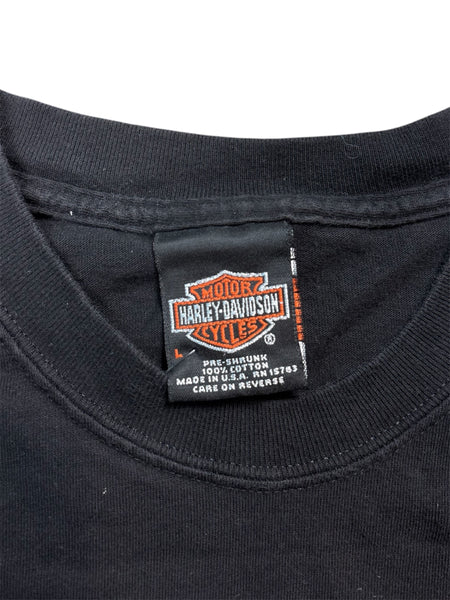 MOTOR
HARLEY-DAVIDSON
CYCLES
®
L
PRE-SHRUNK
100% COTTON
MADE IN U.S.A. RN 15763
CARE ON REVERSE